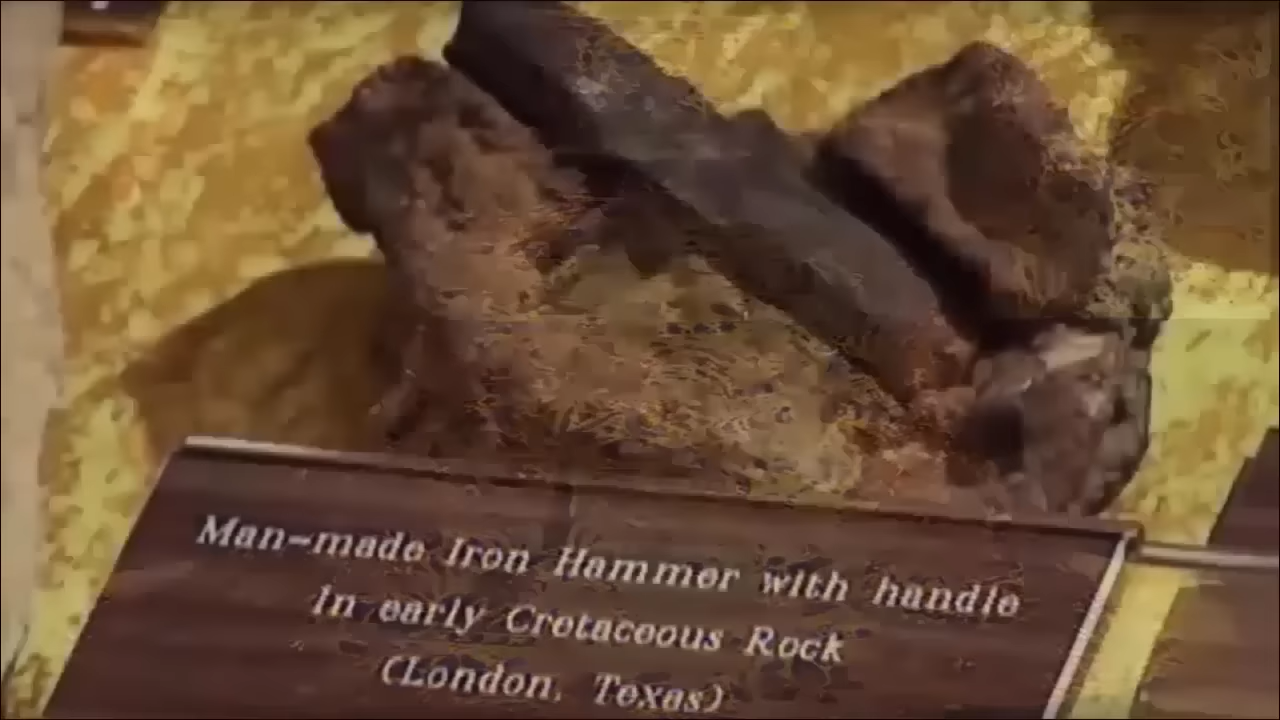 Man-made Iron Hammer with handle
in early Cretaceous Rock
(London, Texas)